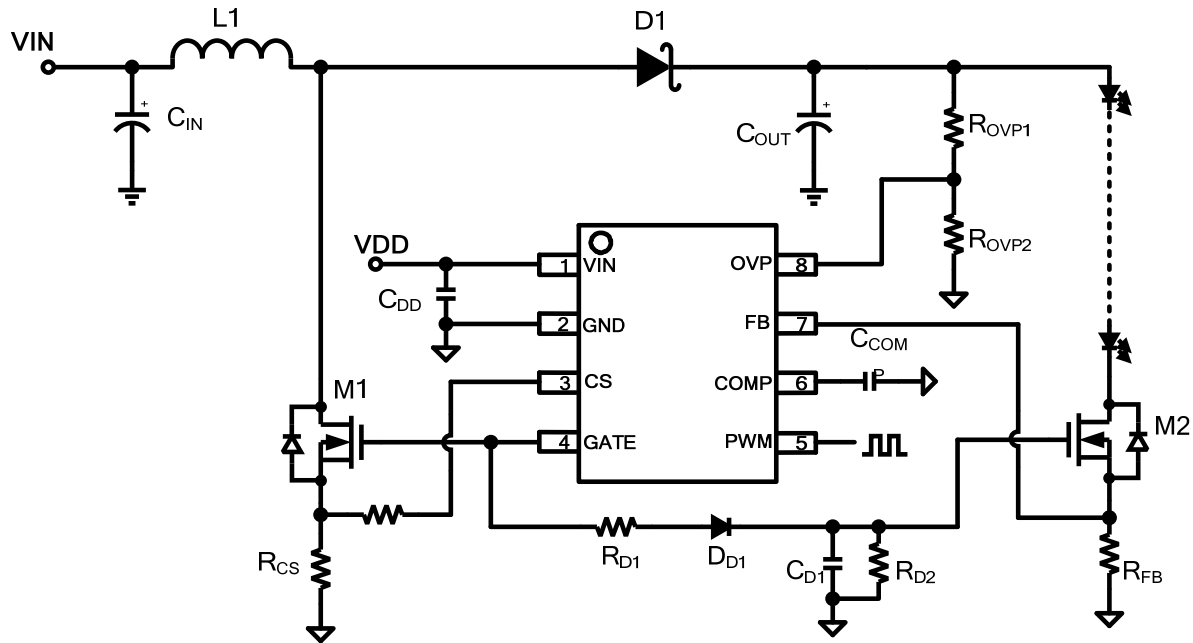 L1
D1
VIN
+
CIN
+
COUT
ROVP1
ROVP2
VDD
CDD
1 VIN
2 GND
3 CS
4 GATE
OVP 8
FB 7
COMP 6
PWM 5
CCOM
P
M1
M2
RCS
RD1
DD1
CD1
RD2
RFB